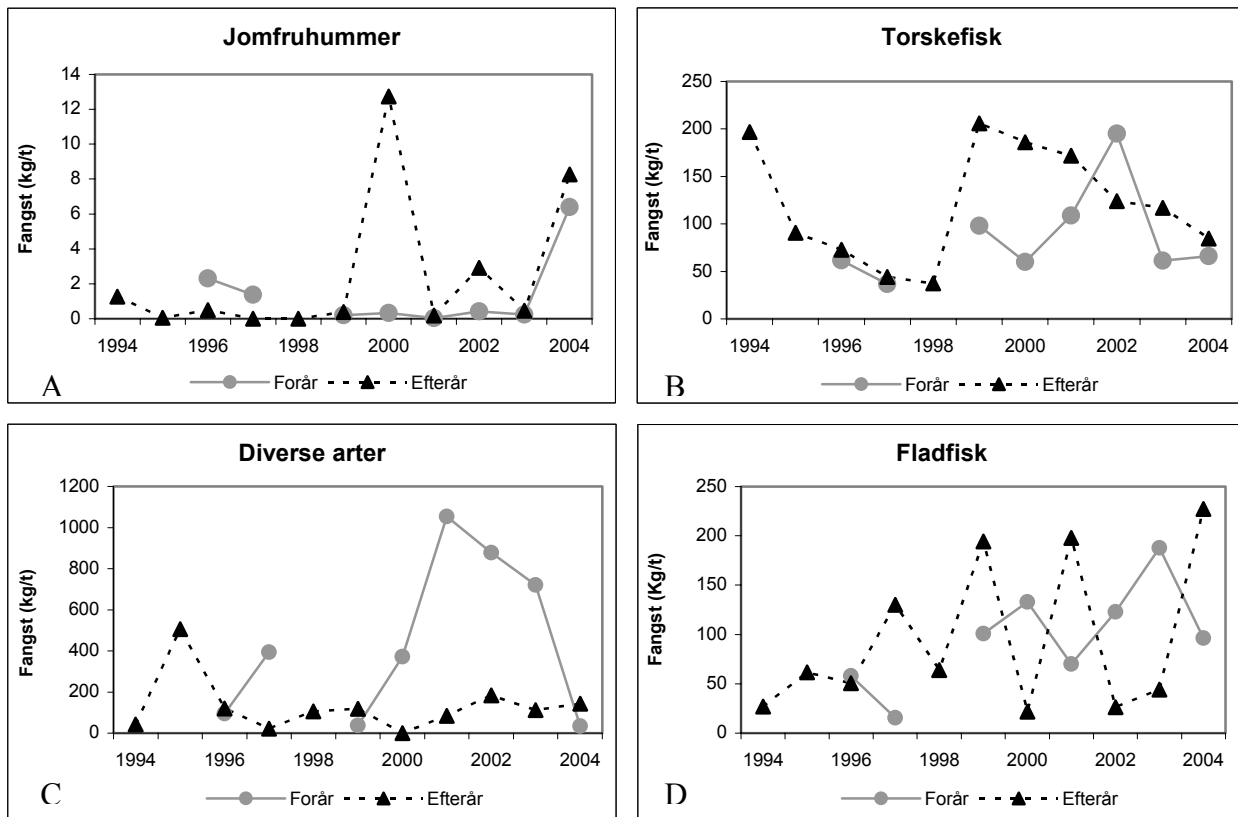 Jomfruhummer
Fangst (kg/t)
14
12
10
8
6
4
2
0
1994 1996 1998 2000 2002 2004
A
Forår Efterår
Torskefisk
Fangst (kg/t)
250
200
150
100
50
0
1994 1996 1998 2000 2002 2004
B
Forår Efterår
Diverse arter
Fangst (kg/t)
1200
1000
800
600
400
200
0
1994 1996 1998 2000 2002 2004
C
Forår Efterår
Fladfisk
Fangst (Kg/t)
250
200
150
100
50
0
1994 1996 1998 2000 2002 2004
D
Forår Efterår